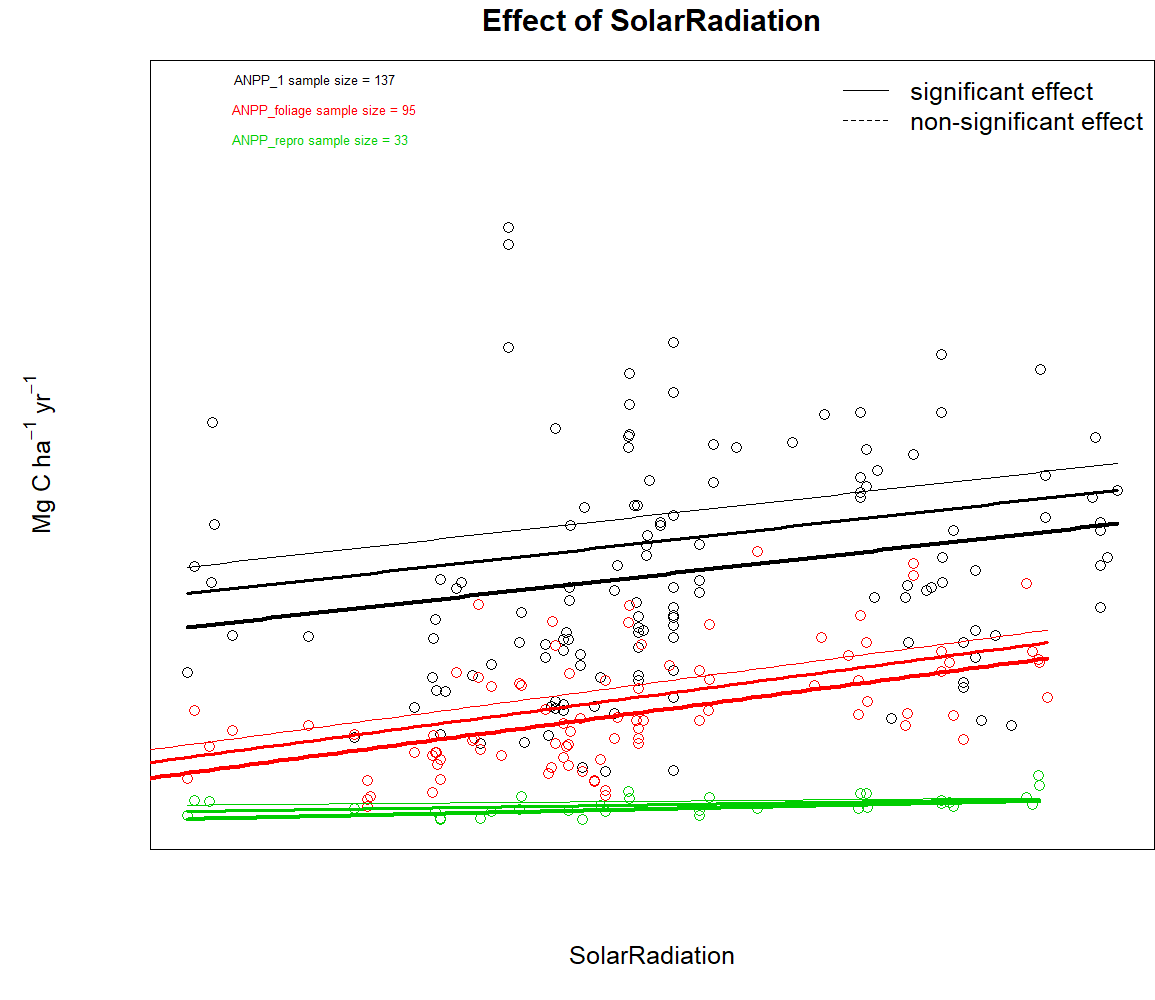 Effect of SolarRadiation
ANPP_1 sample size = 137
ANPP_foliage sample size = 95
ANPP_repro sample size = 33
significant effect
non-significant effect
Mg C ha⁻¹ yr⁻¹
SolarRadiation